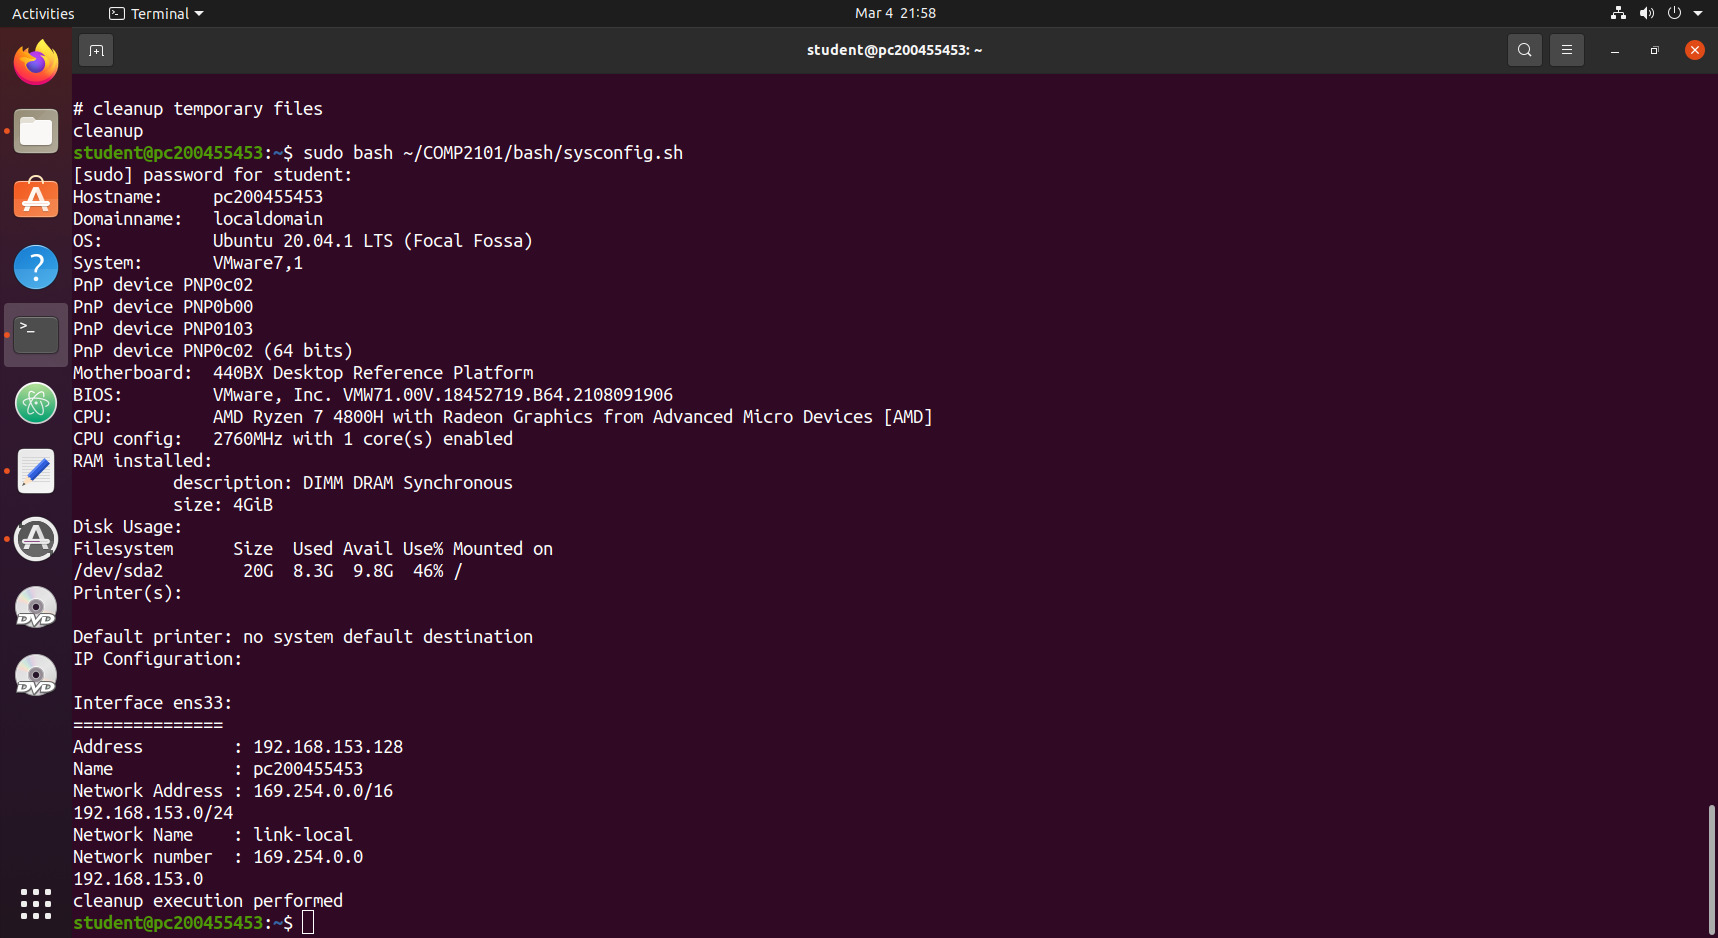 Activities
Terminal
Mar 4 21:58
student@pc200455453: ~
# cleanup temporary files
cleanup
student@pc200455453:~$ sudo bash ~/COMP2101/bash/sysconfig.sh
[sudo] password for student:
Hostname:     pc200455453
Domainname:   localdomain
OS:           Ubuntu 20.04.1 LTS (Focal Fossa)
System:       VMware7,1
PnP device PNP0c02
PnP device PNP0b00
PnP device PNP0103
PnP device PNP0c02 (64 bits)
Motherboard:  440BX Desktop Reference Platform
BIOS:         VMware, Inc. VMW71.00V.18452719.B64.2108091906
CPU:          AMD Ryzen 7 4800H with Radeon Graphics from Advanced Micro Devices [AMD]
CPU config:   2760MHz with 1 core(s) enabled
RAM installed:
          description: DIMM DRAM Synchronous
          size: 4GiB
Disk Usage:
Filesystem      Size  Used Avail Use% Mounted on
/dev/sda2        20G  8.3G  9.8G  46% /
Printer(s):
Default printer: no system default destination
IP Configuration:
Interface ens33:
===============
Address         : 192.168.153.128
Name            : pc200455453
Network Address : 169.254.0.0/16
192.168.153.0/24
Network Name    : link-local
Network number  : 169.254.0.0
192.168.153.0
cleanup execution performed
student@pc200455453:~$
DVD
DVD